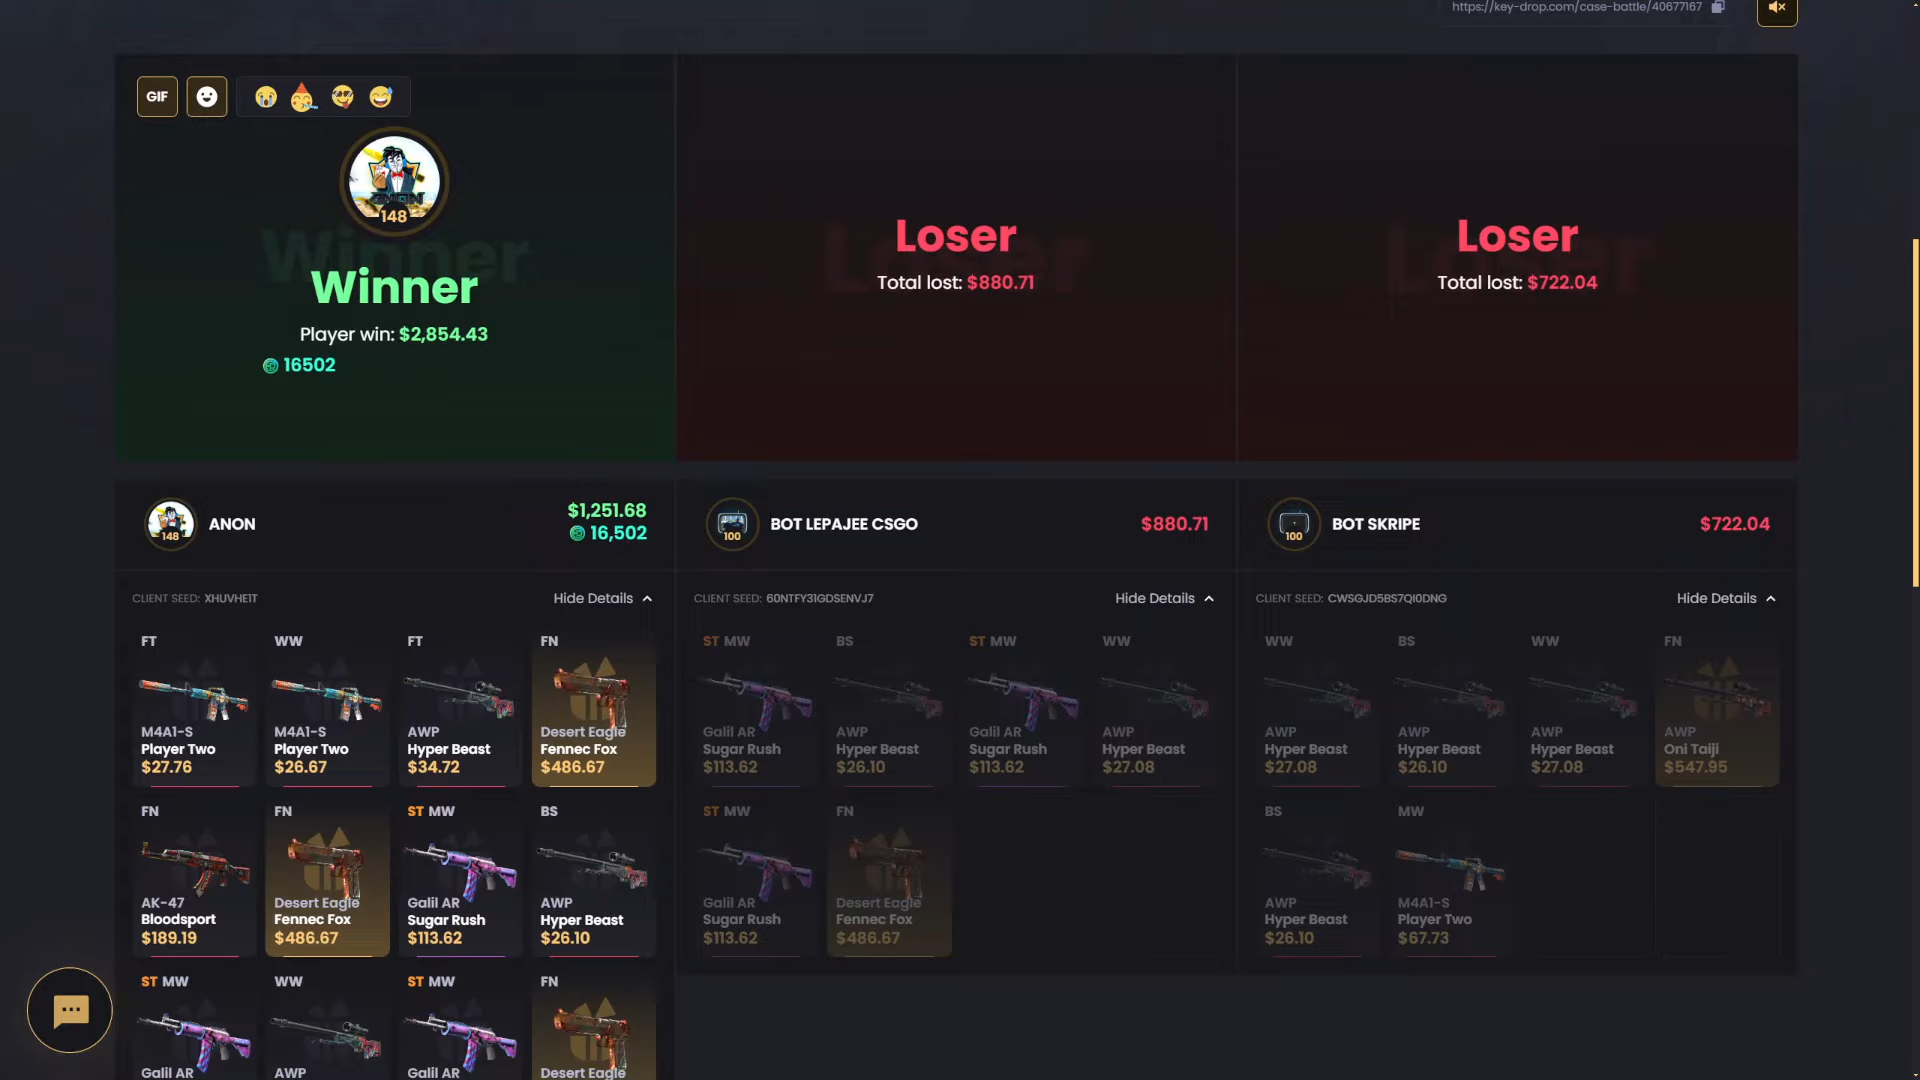 https://key-drop.com/case-battle/40677167
GIF
148
Winner
Player win: $2,854.43
16502
Loser
Total lost: $880.71
Loser
Total lost: $722.04
148
ANON
$1,251.68
16,502
100
BOT LEPAJEE CSGO
$880.71
100
BOT SKRIPE
$722.04
CLIENT SEED: XHUVHE1T
Hide Details
CLIENT SEED: 60NTFY31GDSENVJ7
Hide Details
CLIENT SEED: CWSGJD5BS7QI0DNG
Hide Details
FT
WW
FT
FN
M4A1-S
M4A1-S
AWP
Desert Eagle
Player Two
Player Two
Hyper Beast
Fennec Fox
$27.76
$26.67
$34.72
$486.67
ST MW
BS
ST MW
WW
Galil AR
AWP
Galil AR
AWP
Sugar Rush
Hyper Beast
Sugar Rush
Hyper Beast
$113.62
$26.10
$113.62
$27.08
WW
BS
WW
FN
AWP
AWP
AWP
AWP
Hyper Beast
Hyper Beast
Hyper Beast
Oni Taiji
$27.08
$26.10
$27.08
$547.95
FN
FN
ST MW
BS
AK-47
Desert Eagle
Galil AR
AWP
Bloodsport
Fennec Fox
Sugar Rush
Hyper Beast
$189.19
$486.67
$113.62
$26.10
ST MW
FN
Galil AR
Desert Eagle
Sugar Rush
Fennec Fox
$113.62
$486.67
BS
MW
AWP
M4A1-S
Hyper Beast
Player Two
$26.10
$67.73
ST MW
WW
ST MW
FN
Galil AR
AWP
Galil AR
Desert Eagle